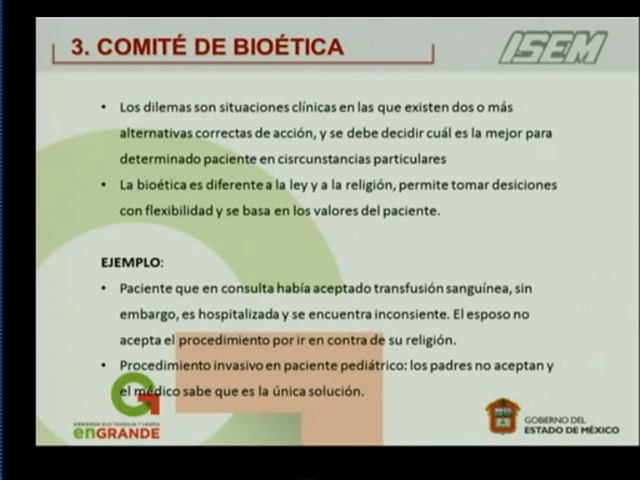 3. COMITÉ DE BIOÉTICA
ISEM
• Los dilemas son situaciones clínicas en las que existen dos o más
alternativas correctas de acción, y se debe decidir cuál es la mejor para
determinado paciente en cisrcunstancias particulares
• La bioética es diferente a la ley y a la religión, permite tomar desiciones
con flexibilidad y se basa en los valores del paciente.
EJEMPLO:
• Paciente que en consulta había aceptado transfusión sanguínea, sin
embargo, es hospitalizada y se encuentra inconsiente. El esposo no
acepta el procedimiento por ir en contra de su religión.
• Procedimiento invasivo en paciente pediátrico: los padres no aceptan y
el médico sabe que es la única solución.
GOBIERNO QUE TRABAJA Y LOGRA
enGRANDE
GOBIERNO DEL
ESTADO DE MÉXICO